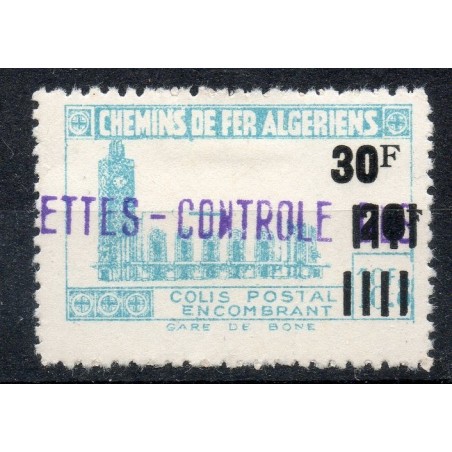 CHEMINS DE FER ALGERIENS
30F
ETTES - CONTROLE
COLIS POSTAL
ENCOMBRANT
GARE DE BONE